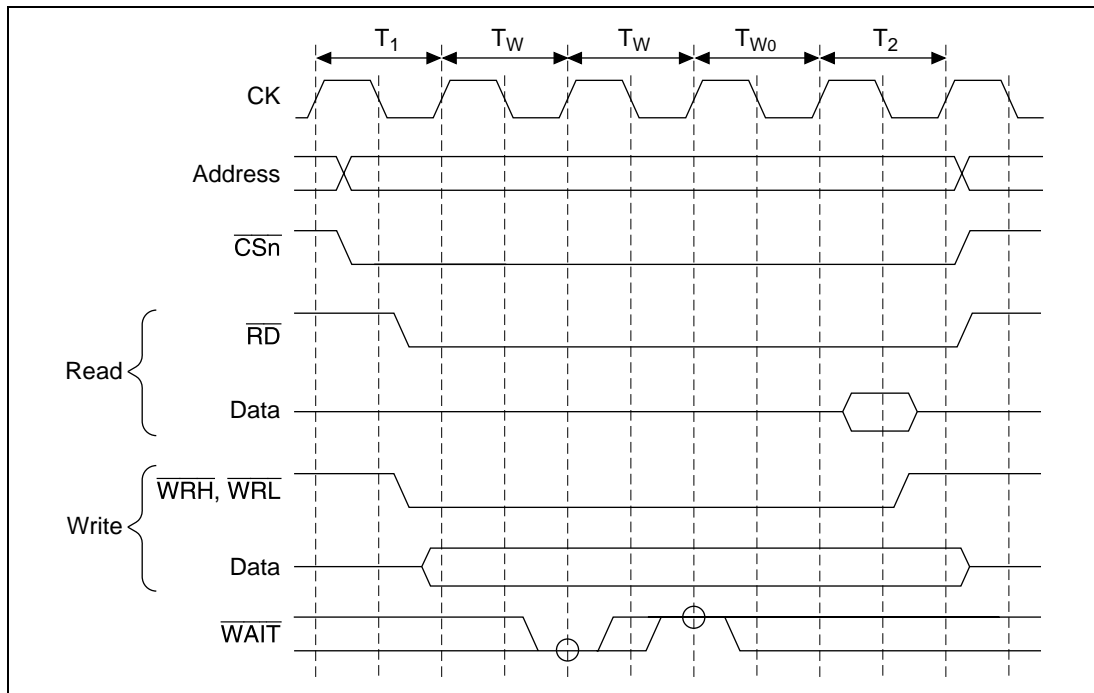 T1 TW TW TW0 T2
CK
Address
CSn
RD
Read
Data
WRH, WRL
Write
Data
WAIT